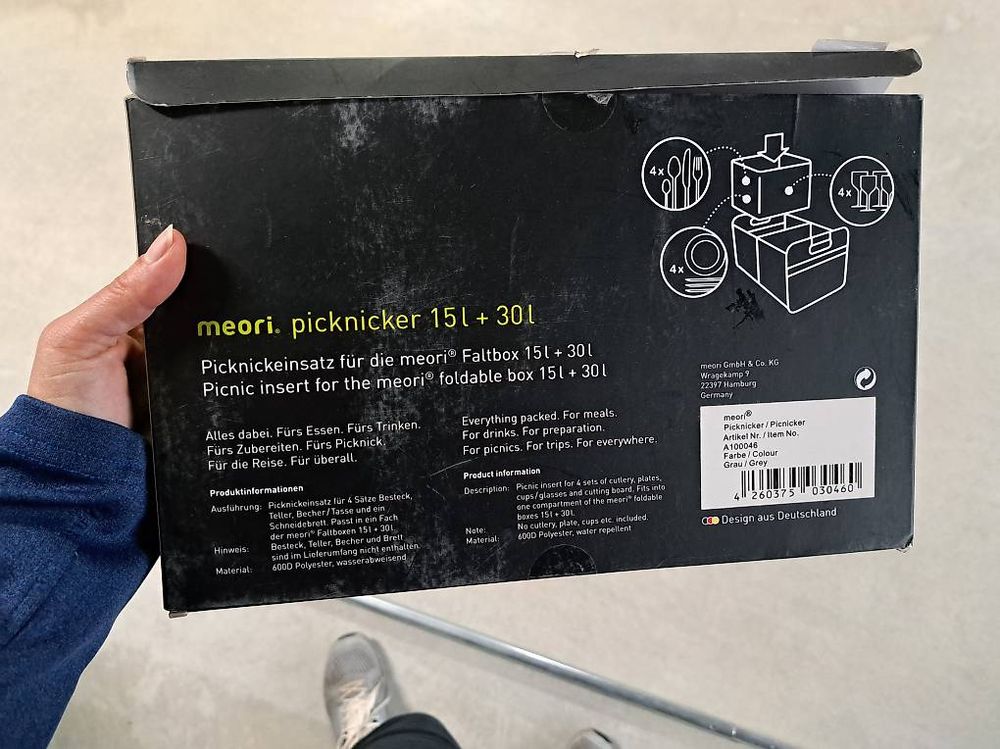 4x
4x
4x
meori. picknicker 15l + 30l
Picknickeinsatz für die meori® Faltbox 15l + 30l
Picnic insert for the meori® foldable box 15l + 30l
Alles dabei. Fürs Essen. Fürs Trinken.
Fürs Zubereiten. Fürs Picknick.
Für die Reise. Für überall.
Produktinformationen
Ausführung: Picknickeinsatz für 4 Sätze Besteck,
Teller, Becher/Tasse und ein
Schneidebrett. Passt in ein Fach
der meori® Faltboxen 15l + 30l.
Hinweis: Besteck, Teller, Becher und Brett
sind im Lieferumfang nicht enthalten.
Material: 600D Polyester, wasserabweisend
Everything packed. For meals.
For drinks. For preparation.
For picnics. For trips. For everywhere.
Product information
Description: Picnic insert for 4 sets of cutlery, plates,
cups/glasses and cutting board. Fits into
one compartment of the meori® foldable
boxes 15l + 30l.
Note: No cutlery, plate, cups etc. included.
Material: 600D Polyester, water repellent
meori GmbH & Co. KG
Wragekamp 9
22397 Hamburg
Germany
meori®
Picknicker / Picnicker
Artikel Nr. / Item No.
A100046
Farbe / Colour
Grau / Grey
4 260375 030460
Design aus Deutschland